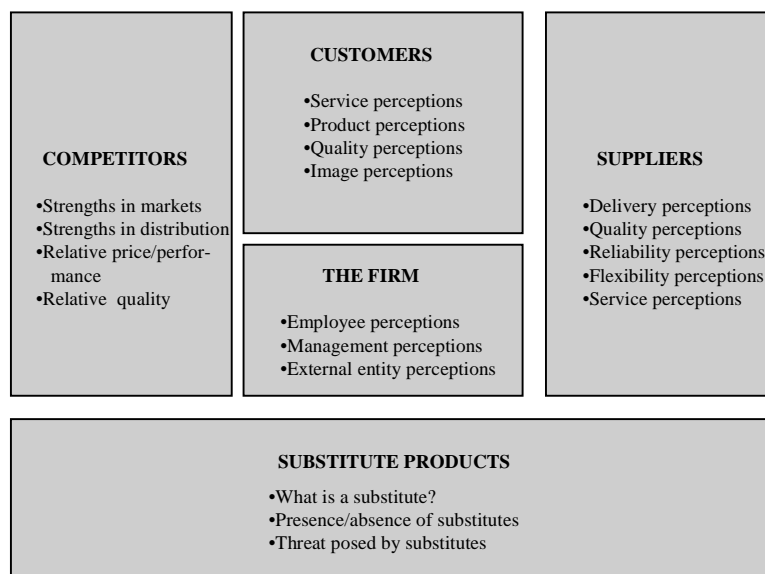 COMPETITORS
•Strengths in markets
•Strengths in distribution
•Relative price/perfor-
mance
•Relative quality
CUSTOMERS
•Service perceptions
•Product perceptions
•Quality perceptions
•Image perceptions
THE FIRM
•Employee perceptions
•Management perceptions
•External entity perceptions
SUPPLIERS
•Delivery perceptions
•Quality perceptions
•Reliability perceptions
•Flexibility perceptions
•Service perceptions
SUBSTITUTE PRODUCTS
•What is a substitute?
•Presence/absence of substitutes
•Threat posed by substitutes